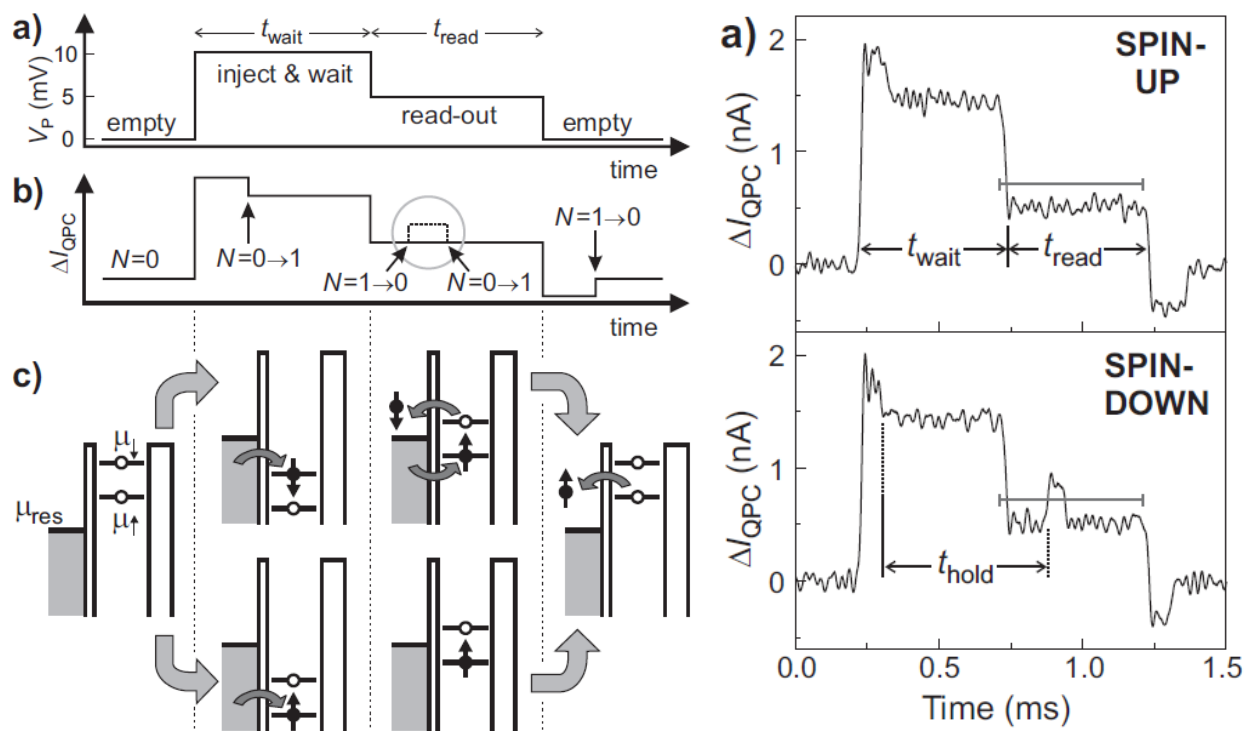 a)
t_wait
t_read
V_P (mV)
10
5
0
empty
inject & wait
read-out
empty
time
b)
ΔI_QPC
N=0
N=0→1
N=1→0
N=0→1
N=1→0
time
c)
μ↓
μ↑
μ_res
a)
SPIN-
UP
ΔI_QPC (nA)
2
1
0
t_wait
t_read
SPIN-
DOWN
ΔI_QPC (nA)
2
1
0
t_hold
0.0 0.5 1.0 1.5
Time (ms)